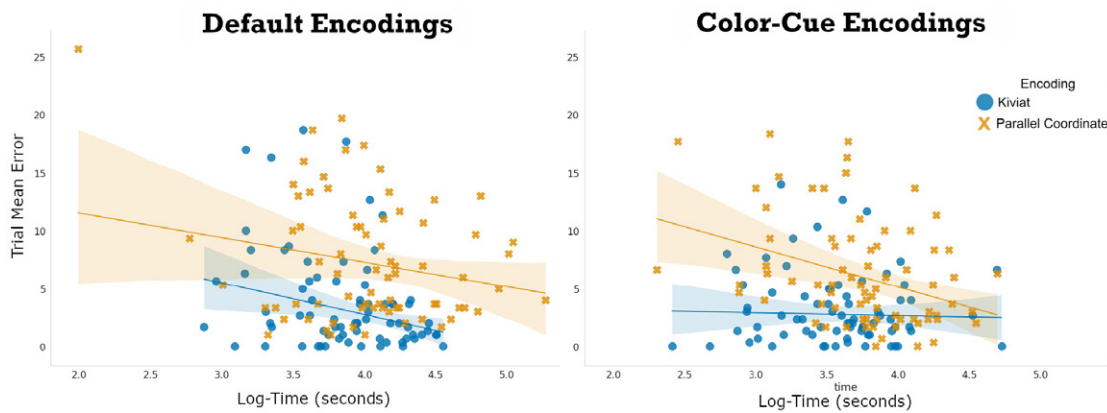 Default Encodings
Color-Cue Encodings
Trial Mean Error
25
20
15
10
5
0
2.0 2.5 3.0 3.5 4.0 4.5 5.0
Log-Time (seconds)
25
20
15
10
5
0
2.0 2.5 3.0 3.5 4.0 4.5 5.0
time
Log-Time (seconds)
Encoding
Kiviat
Parallel Coordinate